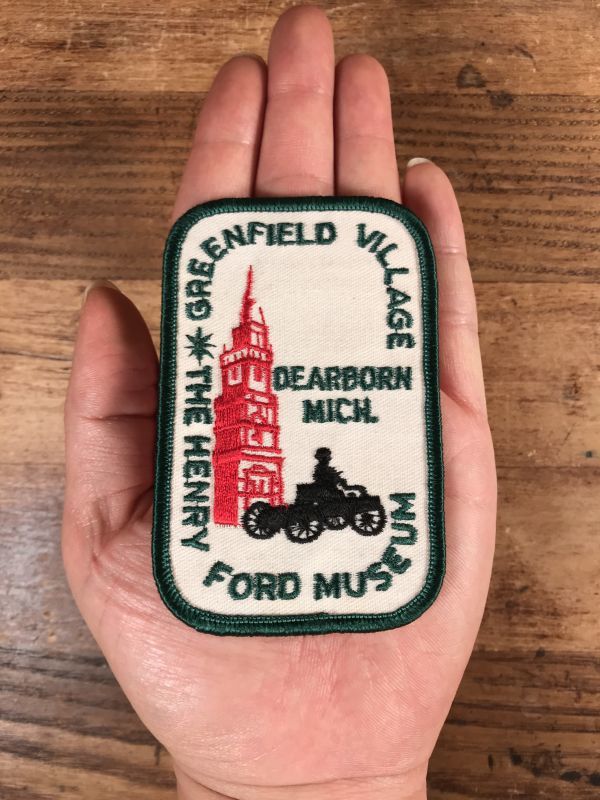 GREENFIELD VILLAGE
THE HENRY
FORD MUSEUM
DEARBORN
MICH.